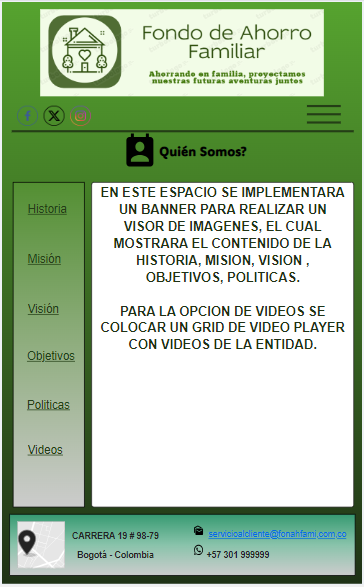 Fondo de Ahorro
Familiar
Ahorrando en familia, proyectamos
nuestras futuras aventuras juntos
Quién Somos?
Historia
Misión
Visión
Objetivos
Politicas
Videos
EN ESTE ESPACIO SE IMPLEMENTARA
UN BANNER PARA REALIZAR UN
VISOR DE IMAGENES, EL CUAL
MOSTRARA EL CONTENIDO DE LA
HISTORIA, MISION, VISION ,
OBJETIVOS, POLITICAS.
PARA LA OPCION DE VIDEOS SE
COLOCAR UN GRID DE VIDEO PLAYER
CON VIDEOS DE LA ENTIDAD.
CARRERA 19 # 98-79
Bogotá - Colombia
servicioalcliente@fonahfami.com.co
+57 301 999999